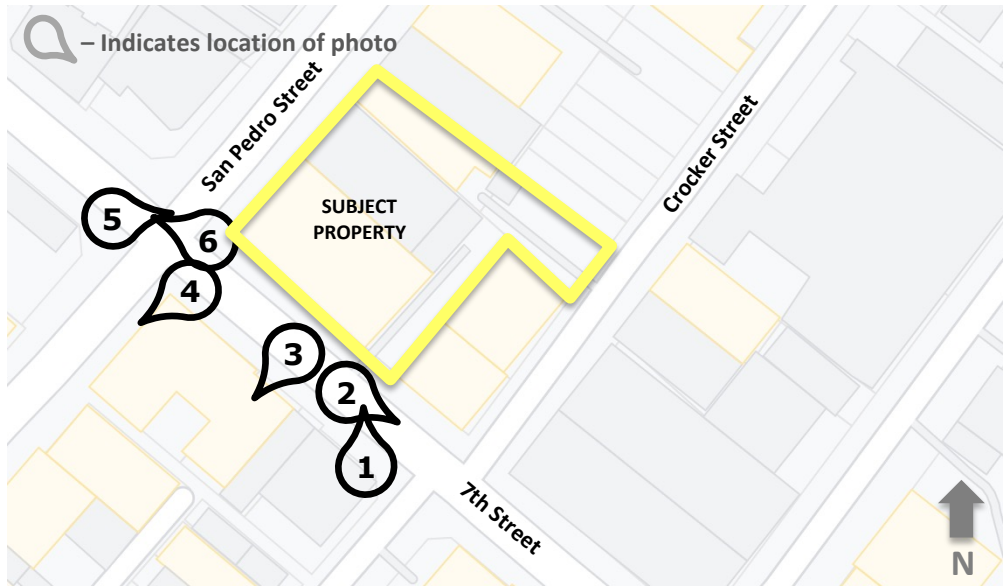 – Indicates location of photo
San Pedro Street
Crocker Street
SUBJECT
PROPERTY
5
6
4
3
2
1
7th Street
N